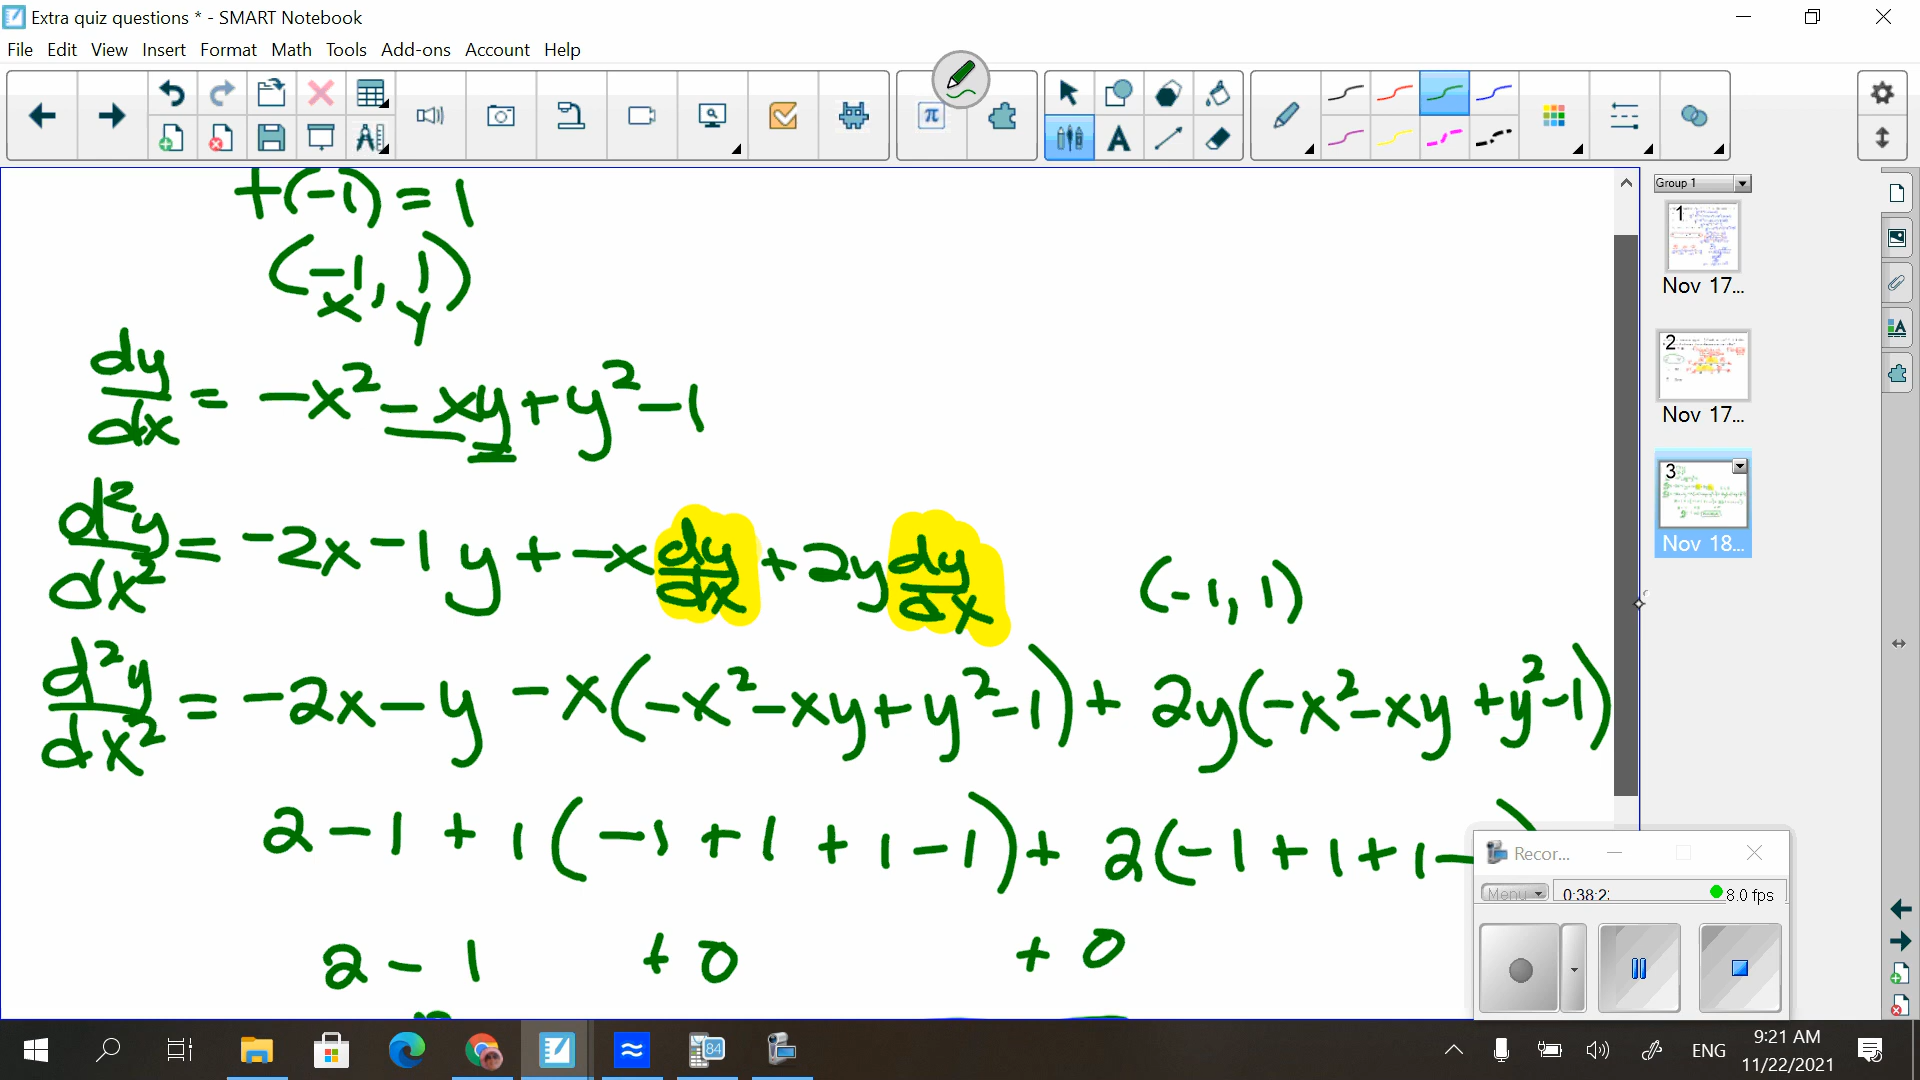 Extra quiz questions * - SMART Notebook
File Edit View Insert Format Math Tools Add-ons Account Help
π
A
Group 1
+(-1) = 1
(-1, 1)
x y
dy/dx = -x² - xy + y² - 1
d²y/dx² = -2x - 1y + -x dy/dx + 2y dy/dx
(-1, 1)
d²y/dx² = -2x - y - x(-x² - xy + y² - 1) + 2y(-x² - xy + y² - 1)
2 - 1 + 1(-1 + 1 + 1 - 1) + 2(-1 + 1 + 1 -
2 - 1 + 0 + 0
1
Nov 17...
2
Nov 17...
3
Nov 18...
Recor...
Menu
0:38:2
8.0 fps
84
ENG
9:21 AM
11/22/2021